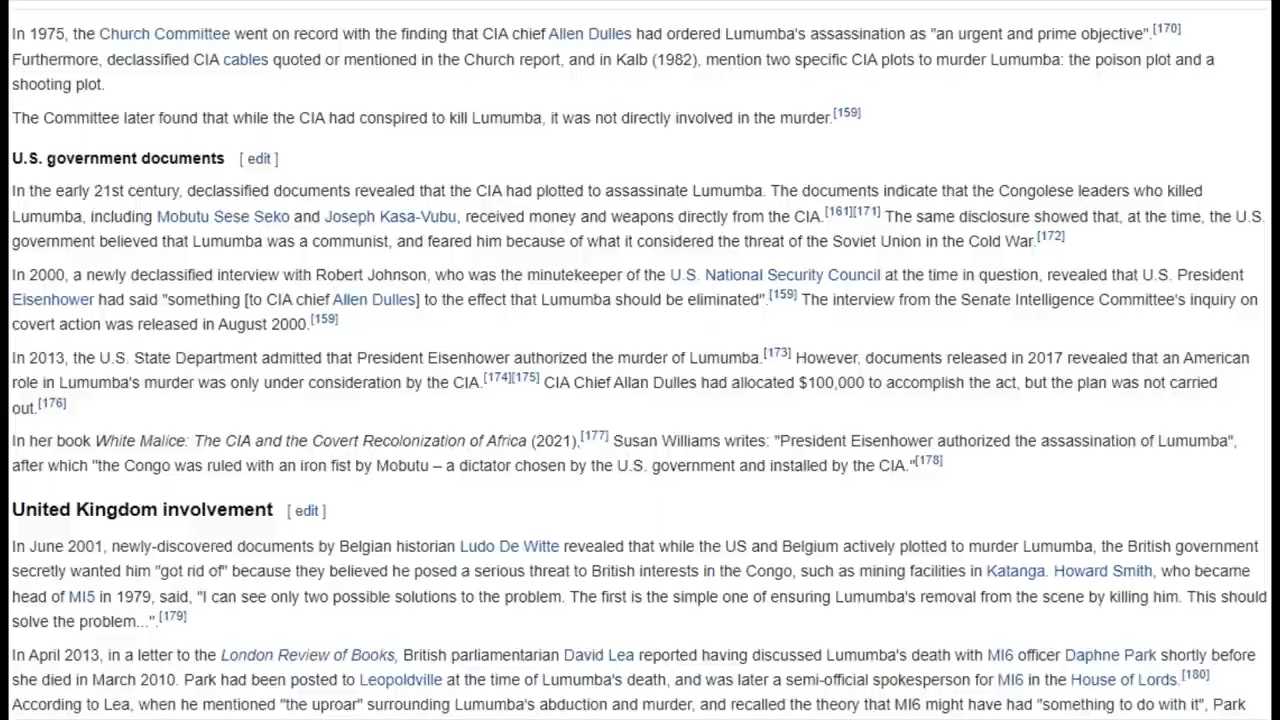 In 1975, the Church Committee went on record with the finding that CIA chief Allen Dulles had ordered Lumumba's assassination as "an urgent and prime objective".[170]
Furthermore, declassified CIA cables quoted or mentioned in the Church report, and in Kalb (1982), mention two specific CIA plots to murder Lumumba: the poison plot and a
shooting plot.
The Committee later found that while the CIA had conspired to kill Lumumba, it was not directly involved in the murder.[159]
U.S. government documents [ edit ]
In the early 21st century, declassified documents revealed that the CIA had plotted to assassinate Lumumba. The documents indicate that the Congolese leaders who killed
Lumumba, including Mobutu Sese Seko and Joseph Kasa-Vubu, received money and weapons directly from the CIA.[161][171] The same disclosure showed that, at the time, the U.S.
government believed that Lumumba was a communist, and feared him because of what it considered the threat of the Soviet Union in the Cold War.[172]
In 2000, a newly declassified interview with Robert Johnson, who was the minutekeeper of the U.S. National Security Council at the time in question, revealed that U.S. President
Eisenhower had said "something [to CIA chief Allen Dulles] to the effect that Lumumba should be eliminated".[159] The interview from the Senate Intelligence Committee's inquiry on
covert action was released in August 2000.[159]
In 2013, the U.S. State Department admitted that President Eisenhower authorized the murder of Lumumba.[173] However, documents released in 2017 revealed that an American
role in Lumumba's murder was only under consideration by the CIA.[174][175] CIA Chief Allan Dulles had allocated $100,000 to accomplish the act, but the plan was not carried
out.[176]
In her book White Malice: The CIA and the Covert Recolonization of Africa (2021),[177] Susan Williams writes: "President Eisenhower authorized the assassination of Lumumba",
after which "the Congo was ruled with an iron fist by Mobutu – a dictator chosen by the U.S. government and installed by the CIA."[178]
United Kingdom involvement [ edit ]
In June 2001, newly-discovered documents by Belgian historian Ludo De Witte revealed that while the US and Belgium actively plotted to murder Lumumba, the British government
secretly wanted him "got rid of" because they believed he posed a serious threat to British interests in the Congo, such as mining facilities in Katanga. Howard Smith, who became
head of MI5 in 1979, said, "I can see only two possible solutions to the problem. The first is the simple one of ensuring Lumumba's removal from the scene by killing him. This should
solve the problem...".[179]
In April 2013, in a letter to the London Review of Books, British parliamentarian David Lea reported having discussed Lumumba's death with MI6 officer Daphne Park shortly before
she died in March 2010. Park had been posted to Leopoldville at the time of Lumumba's death, and was later a semi-official spokesperson for MI6 in the House of Lords.[180]
According to Lea, when he mentioned "the uproar" surrounding Lumumba's abduction and murder, and recalled the theory that MI6 might have had "something to do with it", Park